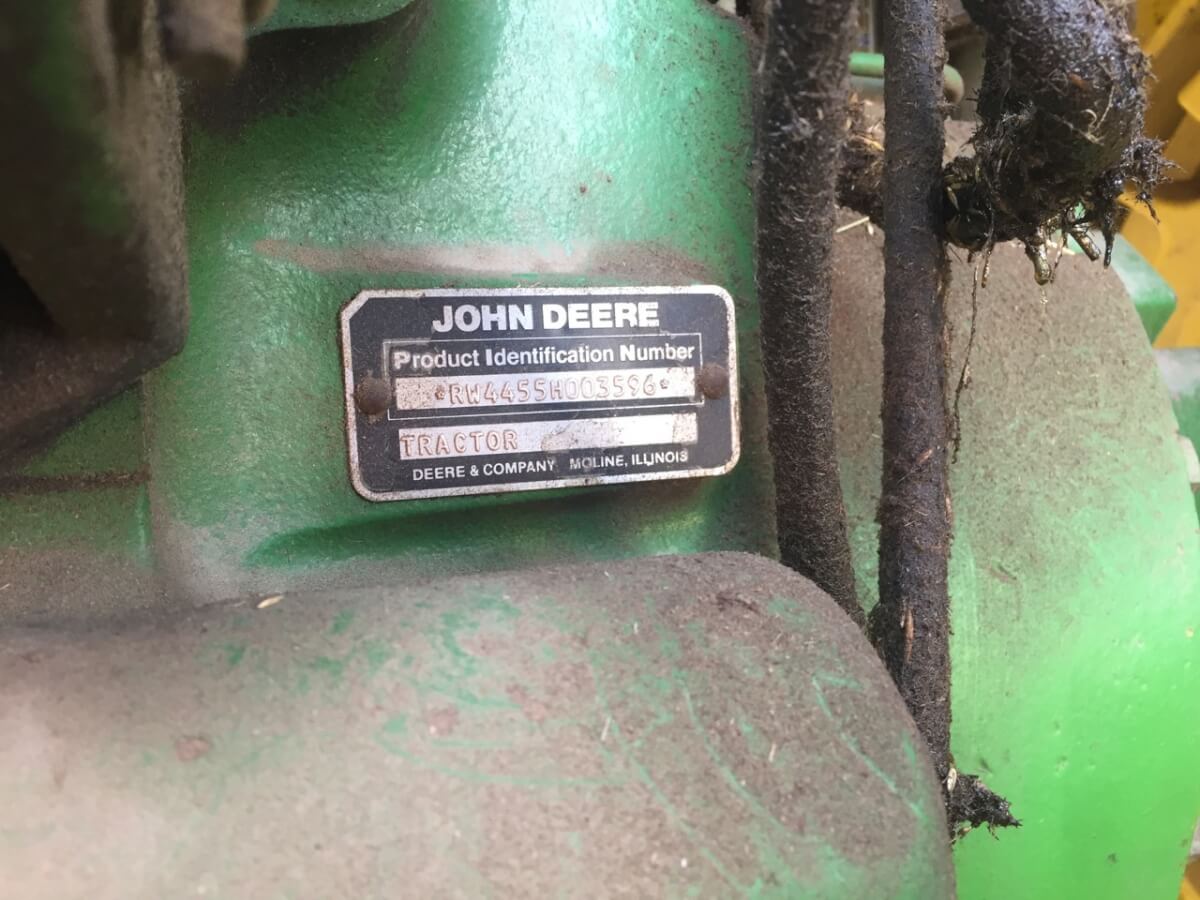 JOHN DEERE
Product Identification Number
*RW4455H003596*
TRACTOR
DEERE & COMPANY MOLINE, ILLINOIS